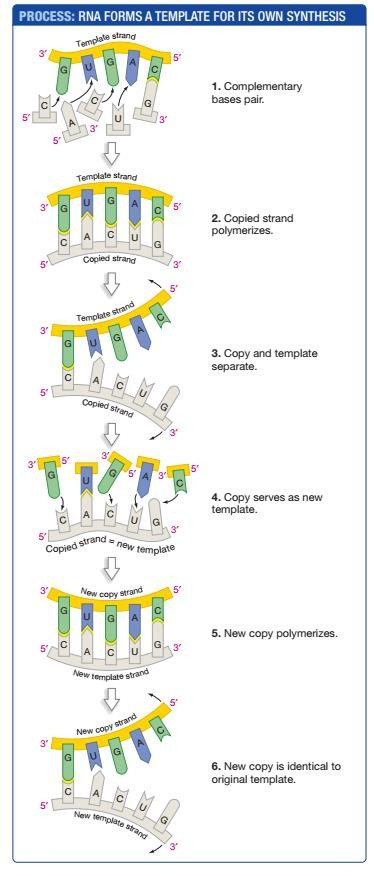 PROCESS: RNA FORMS A TEMPLATE FOR ITS OWN SYNTHESIS
Template strand
3′ 5′
G U G A C
C A C U G
5′ 5′ 3′ 3′
1. Complementary
bases pair.
Template strand
3′ 5′
G U G A C
C A C U G
5′ 3′
Copied strand
2. Copied strand
polymerizes.
5′
Template strand
3′
G U G A C
C A C U G
5′
Copied strand
3′
3. Copy and template
separate.
3′ 5′ 3′ 5′ 3′ 5′
G U G A C
C A C U G
5′ 3′
Copied strand = new template
4. Copy serves as new
template.
New copy strand
3′ 5′
G U G A C
C A C U G
5′ 3′
New template strand
5. New copy polymerizes.
5′
New copy strand
3′
G U G A C
C A C U G
5′
New template strand
3′
6. New copy is identical to
original template.